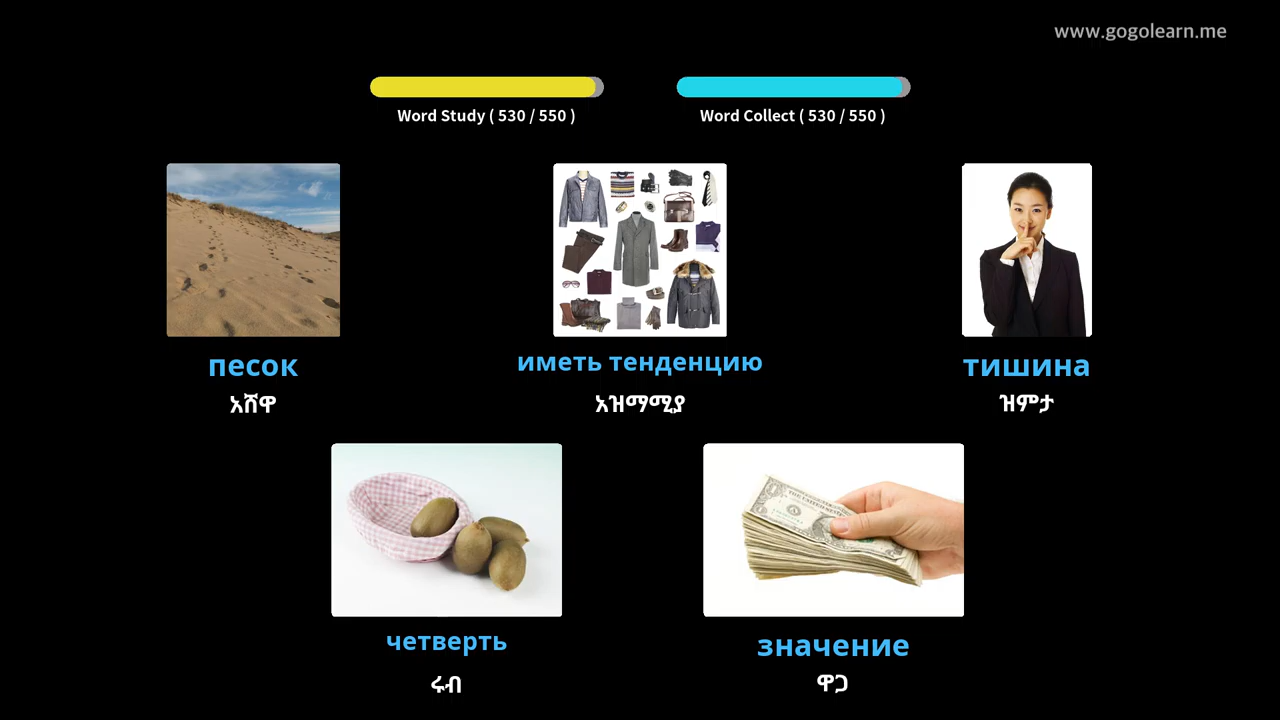 www.gogolearn.me
Word Study ( 530 / 550 )
Word Collect ( 530 / 550 )
песок
иметь тенденцию
тишина
አሸዋ
አዝማሚያ
ዝምታ
четверть
значение
ሩብ
ዋጋ